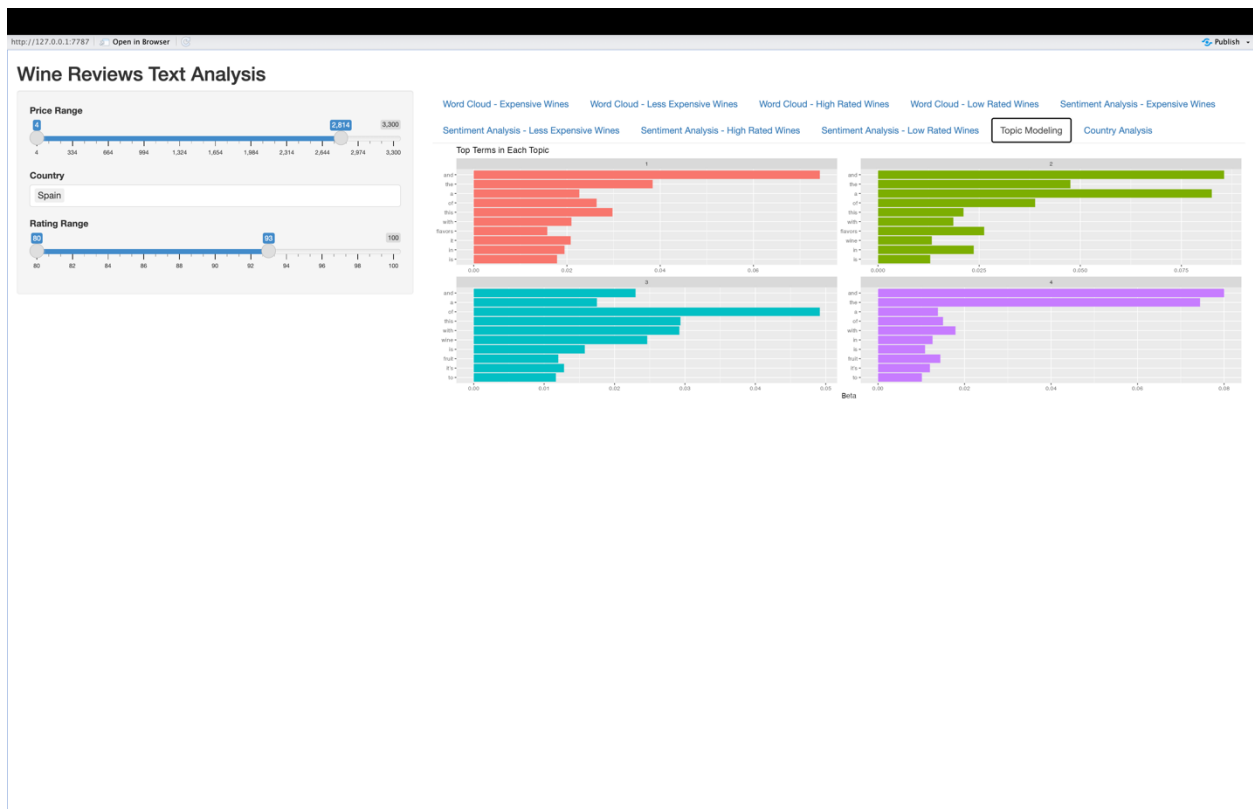 http://127.0.0.1:7787 Open in Browser Publish
Wine Reviews Text Analysis
Price Range
4 2,814 3,300
4 334 664 994 1,324 1,654 1,984 2,314 2,644 2,974 3,300
Country
Spain
Rating Range
80 93 100
80 82 84 86 88 90 92 94 96 98 100
Word Cloud - Expensive Wines Word Cloud - Less Expensive Wines Word Cloud - High Rated Wines Word Cloud - Low Rated Wines Sentiment Analysis - Expensive Wines
Sentiment Analysis - Less Expensive Wines Sentiment Analysis - High Rated Wines Sentiment Analysis - Low Rated Wines Topic Modeling Country Analysis
Top Terms in Each Topic
1
and
the
a
of
this
with
flavors
it
in
is
0.00 0.02 0.04 0.06
2
and
the
a
of
this
with
flavors
wine
in
is
0.000 0.025 0.050 0.075
3
and
a
of
this
with
wine
is
fruit
it's
to
0.00 0.01 0.02 0.03 0.04 0.05
4
and
the
a
of
with
in
is
fruit
it's
to
0.00 0.02 0.04 0.06 0.08
Beta